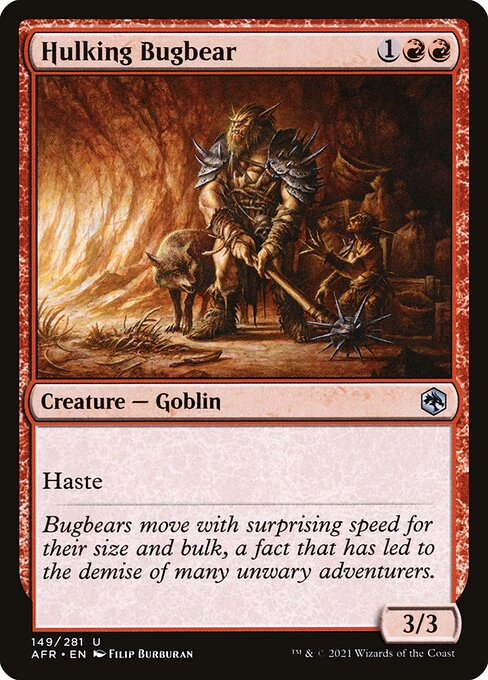 Hulking Bugbear 1
Creature — Goblin
Haste
Bugbears move with surprising speed for
their size and bulk, a fact that has led to
the demise of many unwary adventurers.
3/3
149/281 U
AFR • EN Filip Burburan
™ & © 2021 Wizards of the Coast